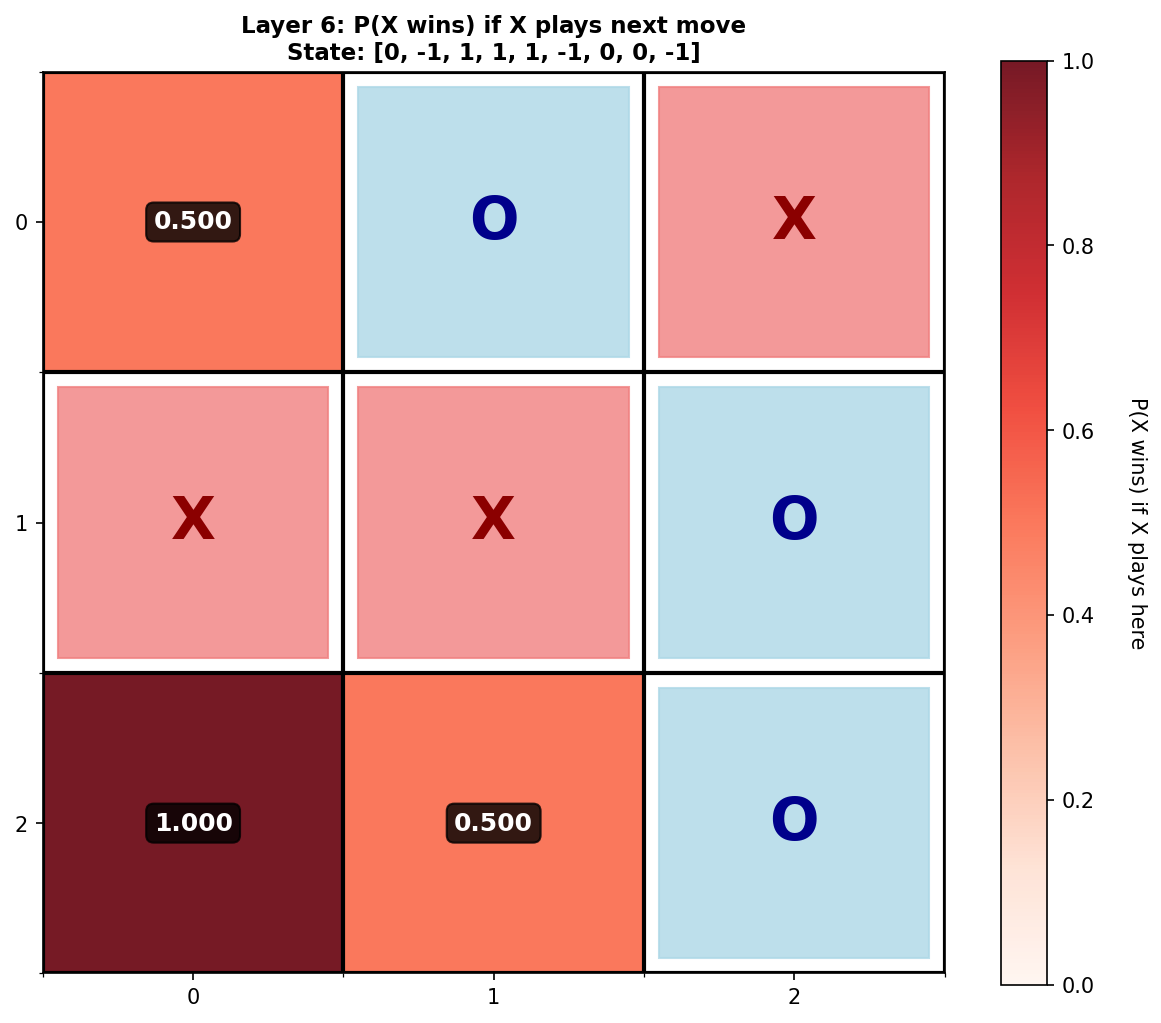 Layer 6: P(X wins) if X plays next move
State: [0, -1, 1, 1, 1, -1, 0, 0, -1]
0
0.500
O
X
1
X
X
O
2
1.000
0.500
O
0
1
2
1.0
0.8
0.6
0.4
0.2
0.0
P(X wins) if X plays here